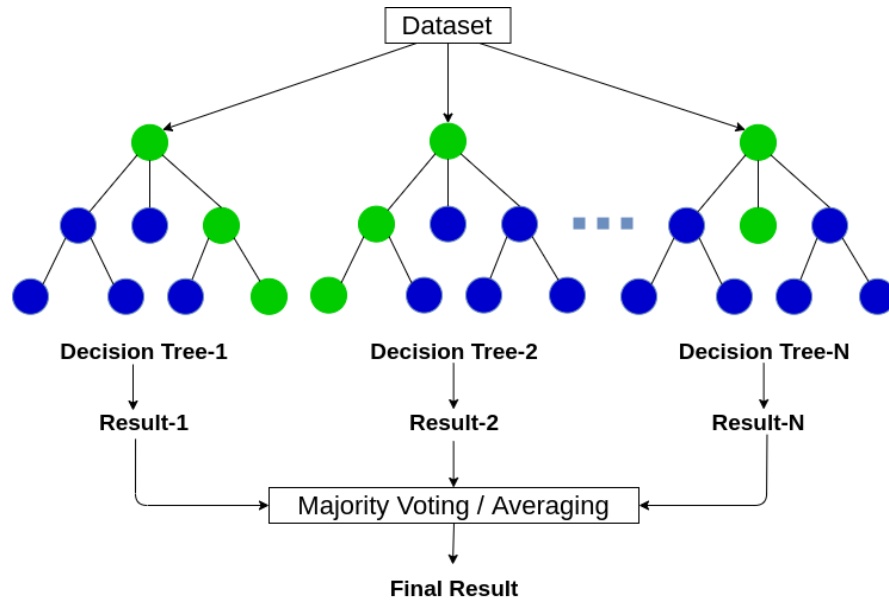 Dataset
Decision Tree-1
Decision Tree-2
Decision Tree-N
Result-1
Result-2
Result-N
Majority Voting / Averaging
Final Result